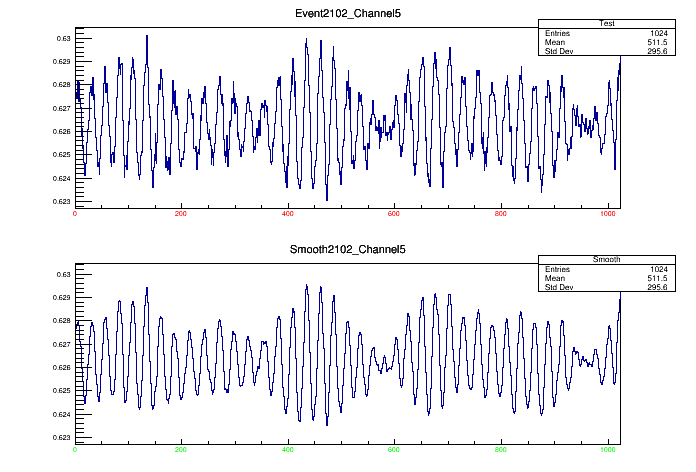 Event2102_Channel5
Test
Entries 1024
Mean 511.5
Std Dev 295.6
0.63
0.629
0.628
0.627
0.626
0.625
0.624
0.623
0 200 400 600 800 1000
Smooth2102_Channel5
Smooth
Entries 1024
Mean 511.5
Std Dev 295.6
0.63
0.629
0.628
0.627
0.626
0.625
0.624
0.623
0 200 400 600 800 1000